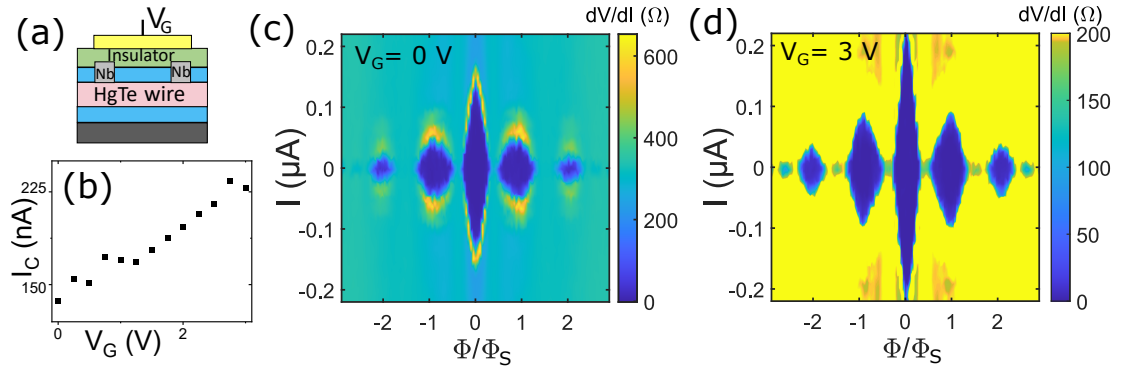 (a)
V_G
Insulator
Nb Nb
HgTe wire
(b)
I_C (nA)
225
150
0 2
V_G (V)
(c)
dV/dI (Ω)
V_G= 0 V
I (µA)
0.2
0.1
0
-0.1
-0.2
-2 -1 0 1 2
Φ/Φ_S
600
400
200
0
(d)
dV/dI (Ω)
V_G= 3 V
I (µA)
0.2
0.1
0
-0.1
-0.2
-2 -1 0 1 2
Φ/Φ_S
200
150
100
50
0